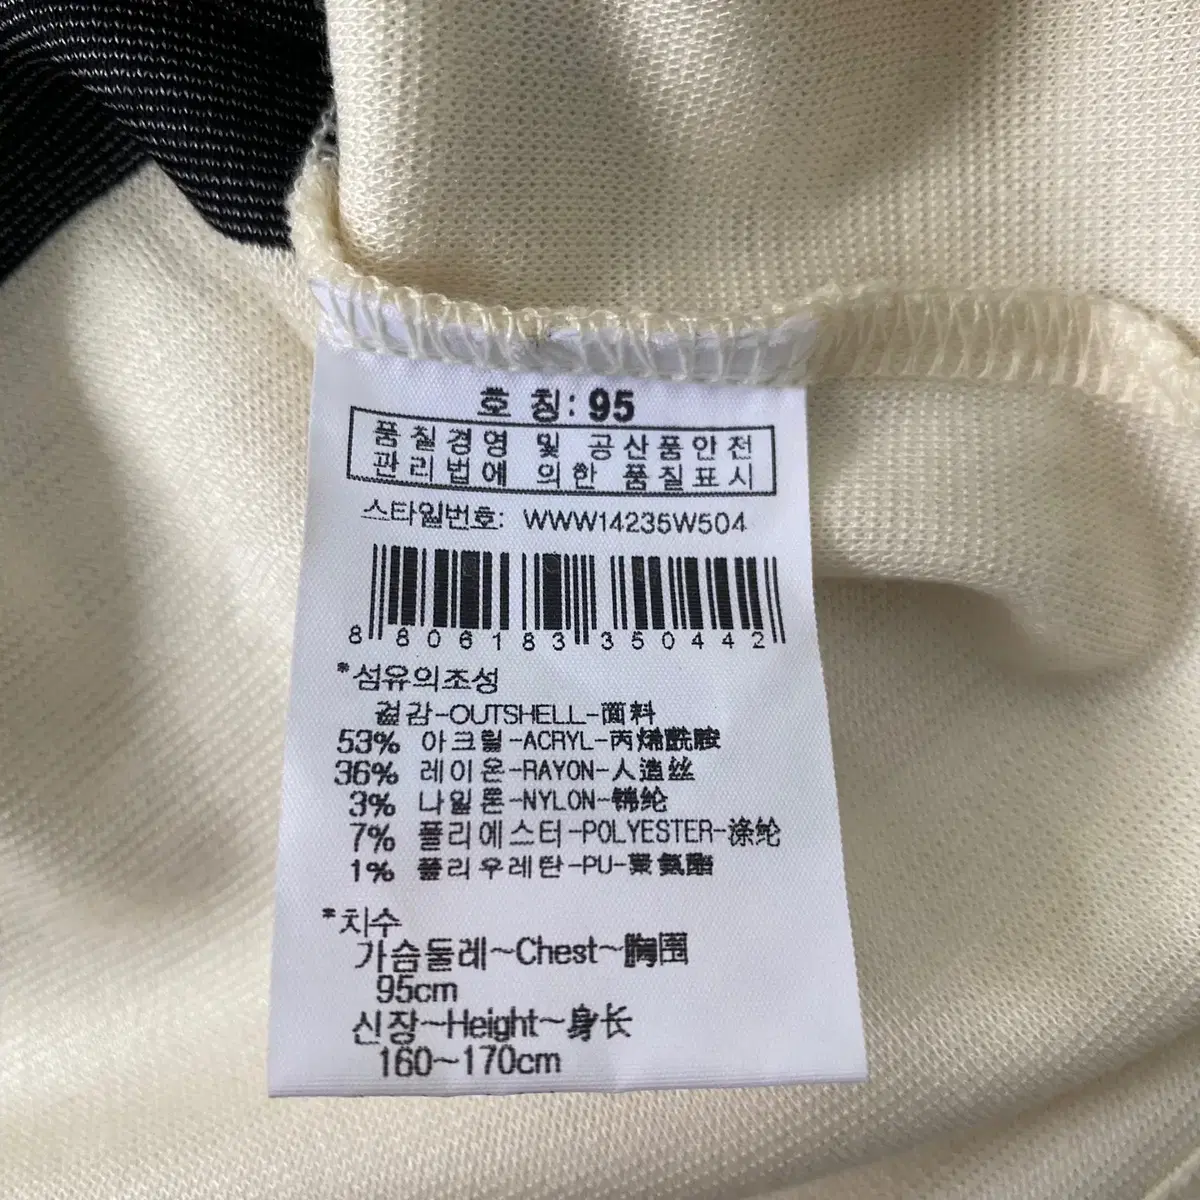 호 칭: 95
품질경영 및 공산품안전
관리법에 의한 품질표시
스타일번호: WWW14235W504
8 806183 350442
*섬유의조성
겉감-OUTSHELL-面料
53% 아크릴-ACRYL-丙烯酰胺
36% 레이온-RAYON-人造丝
3% 나일론-NYLON-锦纶
7% 폴리에스터-POLYESTER-涤纶
1% 폴리우레탄-PU-聚氨酯
*치수
가슴둘레~Chest~胸围
95cm
신장~Height~身长
160~170cm